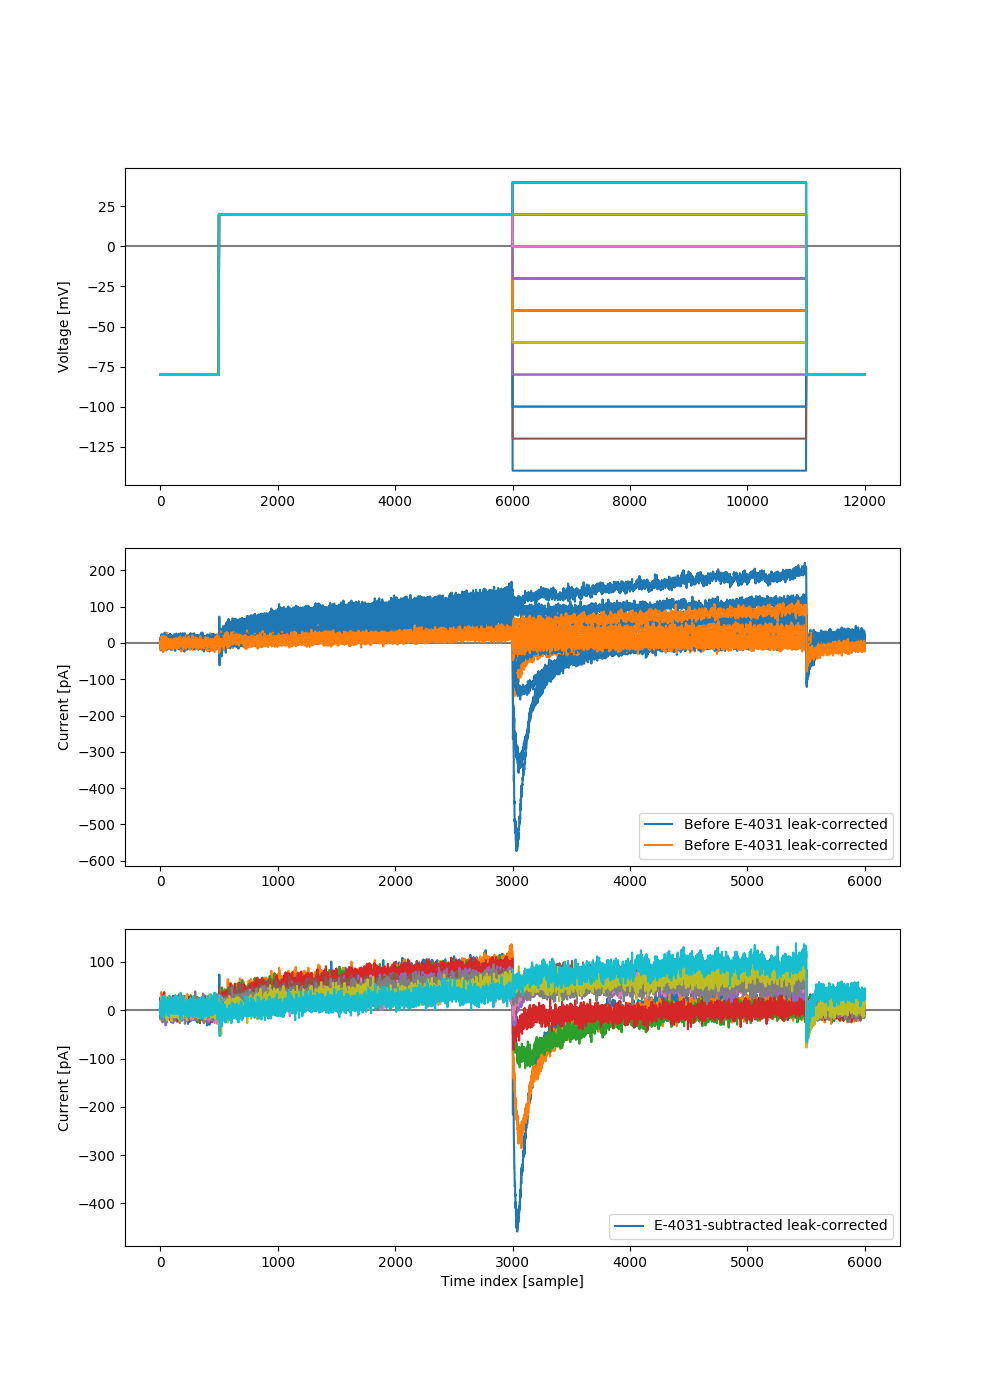 25
0
−25
−50
−75
−100
−125
Voltage [mV]
0 2000 4000 6000 8000 10000 12000
200
100
0
−100
−200
−300
−400
−500
−600
Current [pA]
Before E-4031 leak-corrected
Before E-4031 leak-corrected
0 1000 2000 3000 4000 5000 6000
100
0
−100
−200
−300
−400
Current [pA]
E-4031-subtracted leak-corrected
0 1000 2000 3000 4000 5000 6000
Time index [sample]